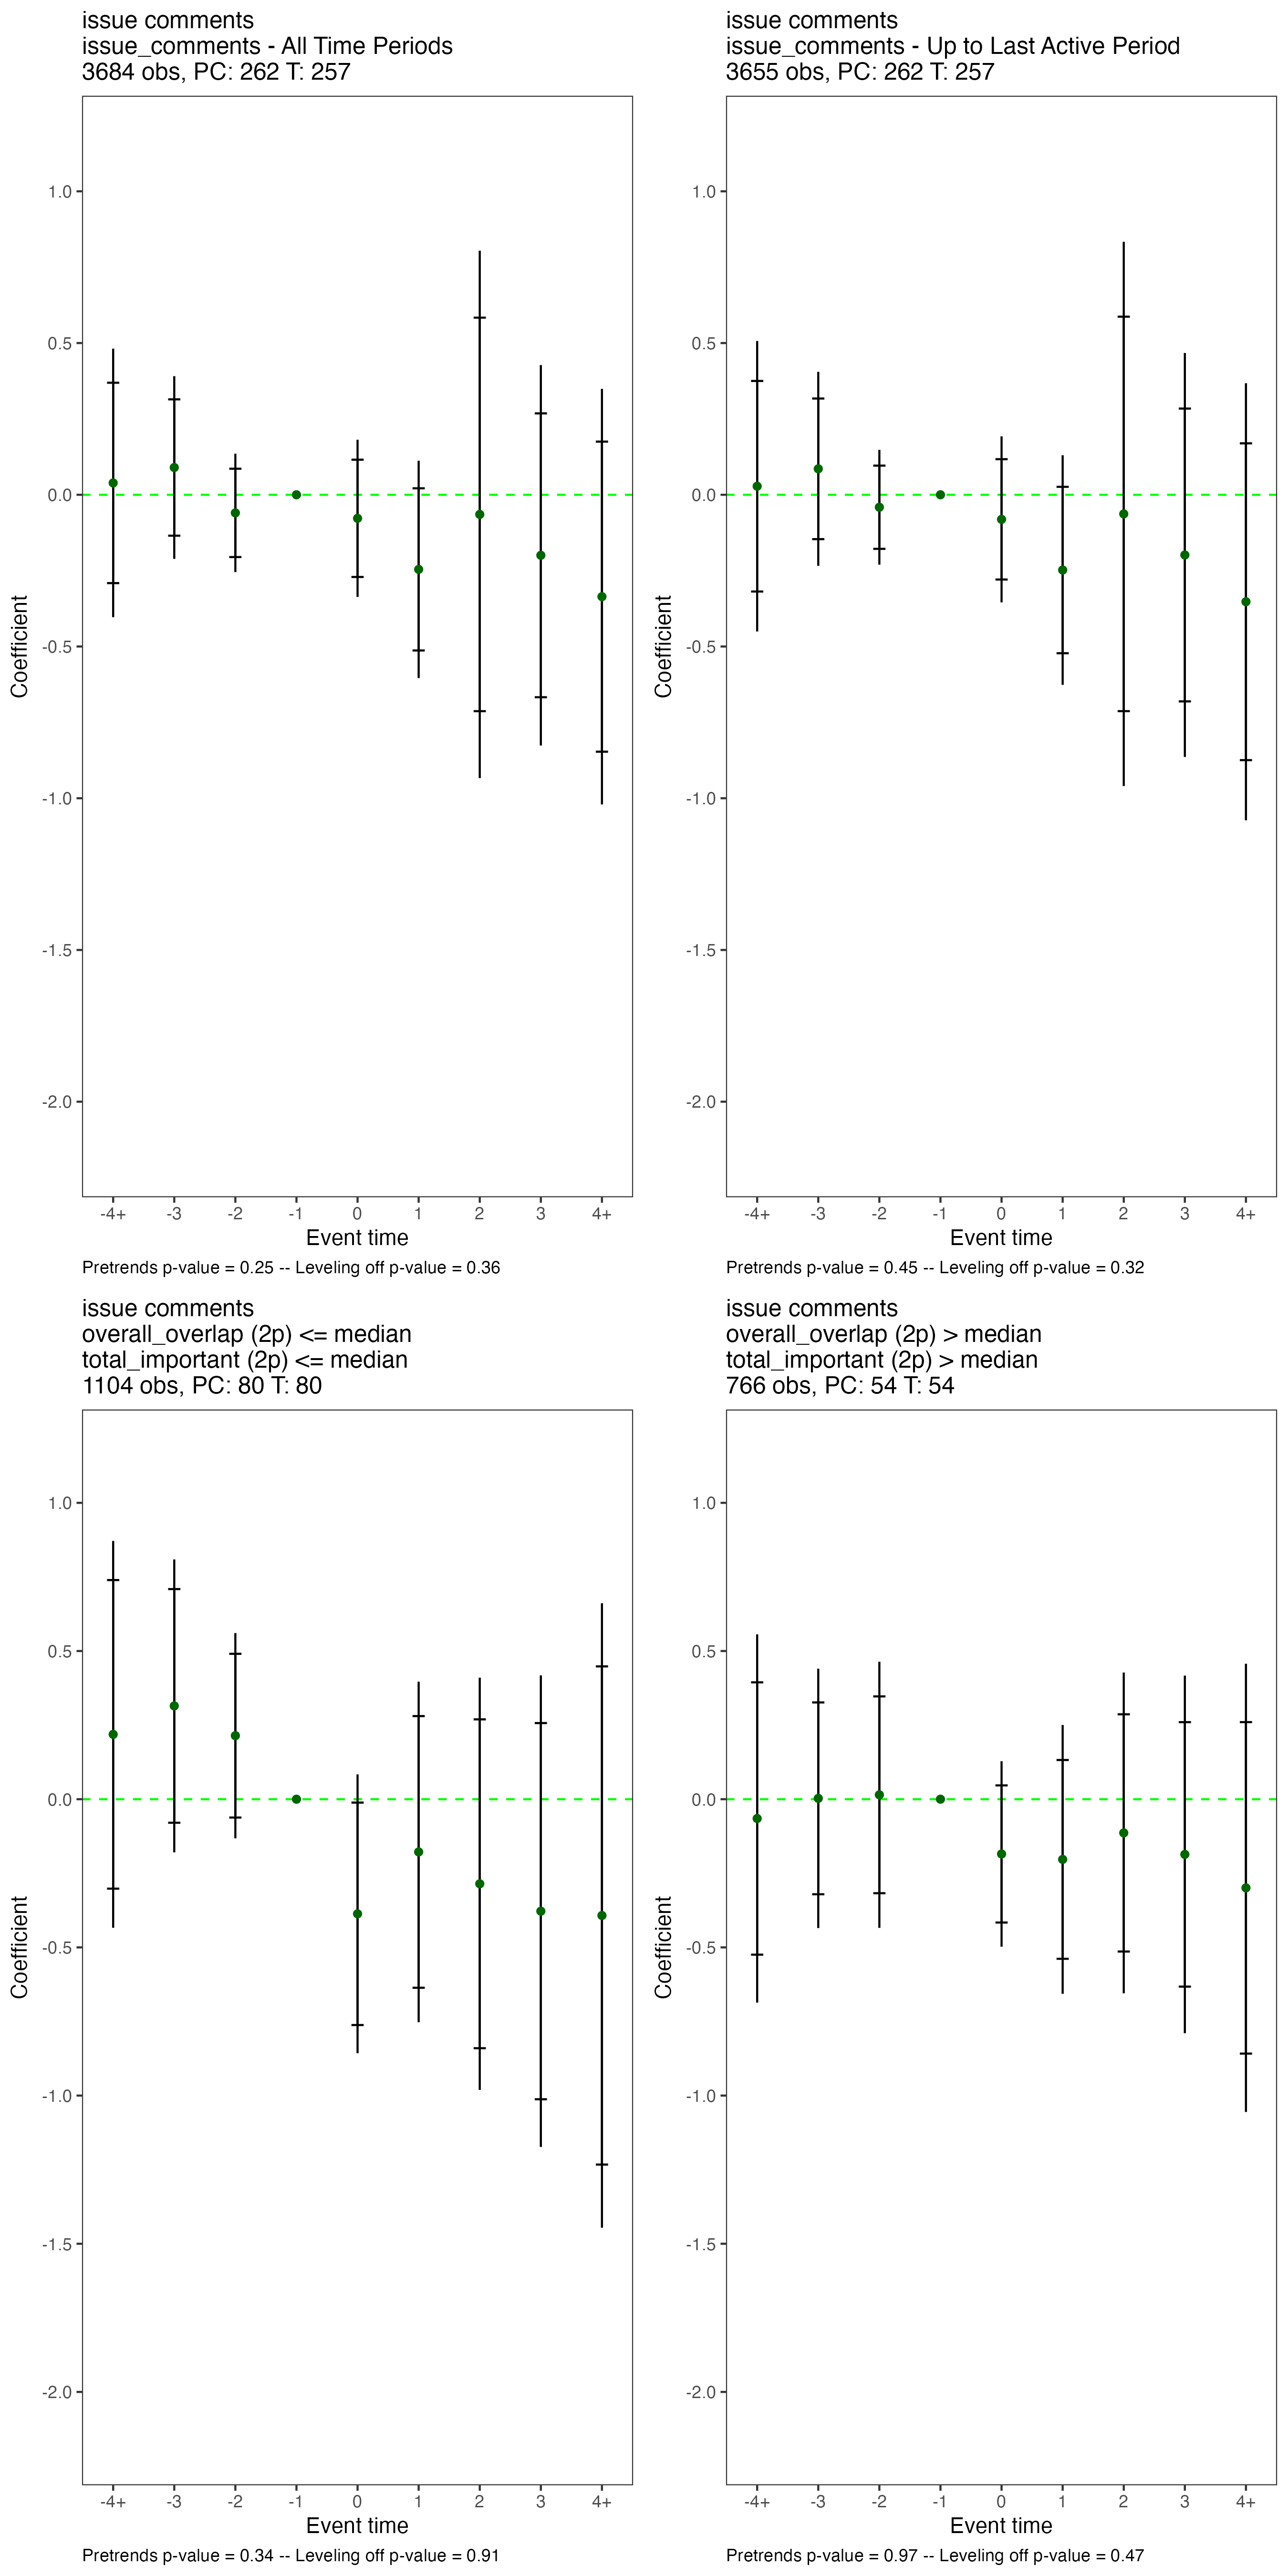 issue comments
issue_comments - All Time Periods
3684 obs, PC: 262 T: 257
1.0
0.5
0.0
-0.5
-1.0
-1.5
-2.0
Coefficient
-4+ -3 -2 -1 0 1 2 3 4+
Event time
Pretrends p-value = 0.25 -- Leveling off p-value = 0.36
issue comments
issue_comments - Up to Last Active Period
3655 obs, PC: 262 T: 257
1.0
0.5
0.0
-0.5
-1.0
-1.5
-2.0
Coefficient
-4+ -3 -2 -1 0 1 2 3 4+
Event time
Pretrends p-value = 0.45 -- Leveling off p-value = 0.32
issue comments
overall_overlap (2p) <= median
total_important (2p) <= median
1104 obs, PC: 80 T: 80
1.0
0.5
0.0
-0.5
-1.0
-1.5
-2.0
Coefficient
-4+ -3 -2 -1 0 1 2 3 4+
Event time
Pretrends p-value = 0.34 -- Leveling off p-value = 0.91
issue comments
overall_overlap (2p) > median
total_important (2p) > median
766 obs, PC: 54 T: 54
1.0
0.5
0.0
-0.5
-1.0
-1.5
-2.0
Coefficient
-4+ -3 -2 -1 0 1 2 3 4+
Event time
Pretrends p-value = 0.97 -- Leveling off p-value = 0.47